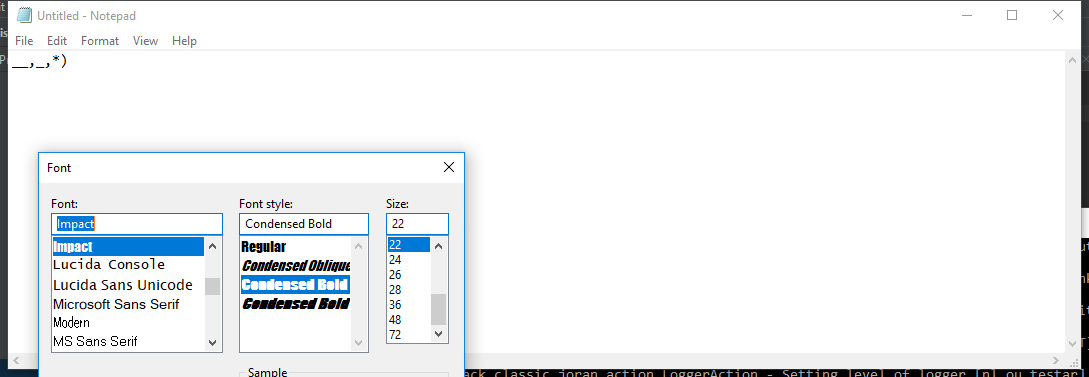 Untitled - Notepad
File Edit Format View Help
__,_,*)
Font
Font: Font style: Size:
Impact Condensed Bold 22
Impact Regular 22
Lucida Console Condensed Oblique 24
Lucida Sans Unicode Condensed Bold 26
Microsoft Sans Serif Condensed Bold 28
Modern 36
MS Sans Serif 48
72
Sample
ack classic joran action LoggerAction - Setting level of logger [n] ou testar